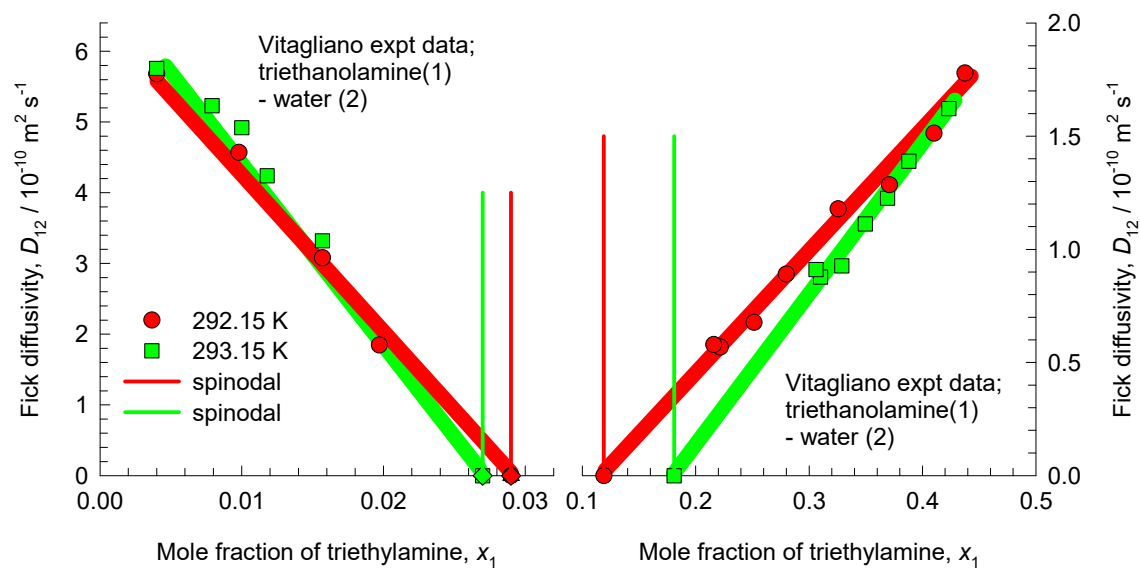 Vitagliano expt data;
triethanolamine(1)
- water (2)
292.15 K
293.15 K
spinodal
spinodal
Fick diffusivity, D12 / 10-10 m2 s-1
6
5
4
3
2
1
0
0.00
0.01
0.02
0.03
Mole fraction of triethylamine, x1
Vitagliano expt data;
triethanolamine(1)
- water (2)
0.1
0.2
0.3
0.4
0.5
Mole fraction of triethylamine, x1
2.0
1.5
1.0
0.5
0.0
Fick diffusivity, D12 / 10-10 m2 s-1